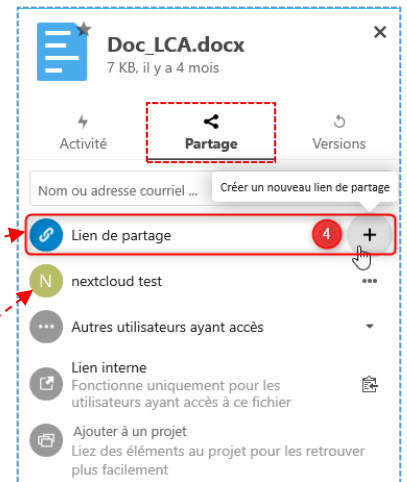 Doc_LCA.docx
7 KB, il y a 4 mois
Activité
Partage
Versions
Nom ou adresse courriel ...
Créer un nouveau lien de partage
Lien de partage
4
+
N
nextcloud test
Autres utilisateurs ayant accès
Lien interne
Fonctionne uniquement pour les
utilisateurs ayant accès à ce fichier
Ajouter à un projet
Liez des éléments au projet pour les retrouver
plus facilement